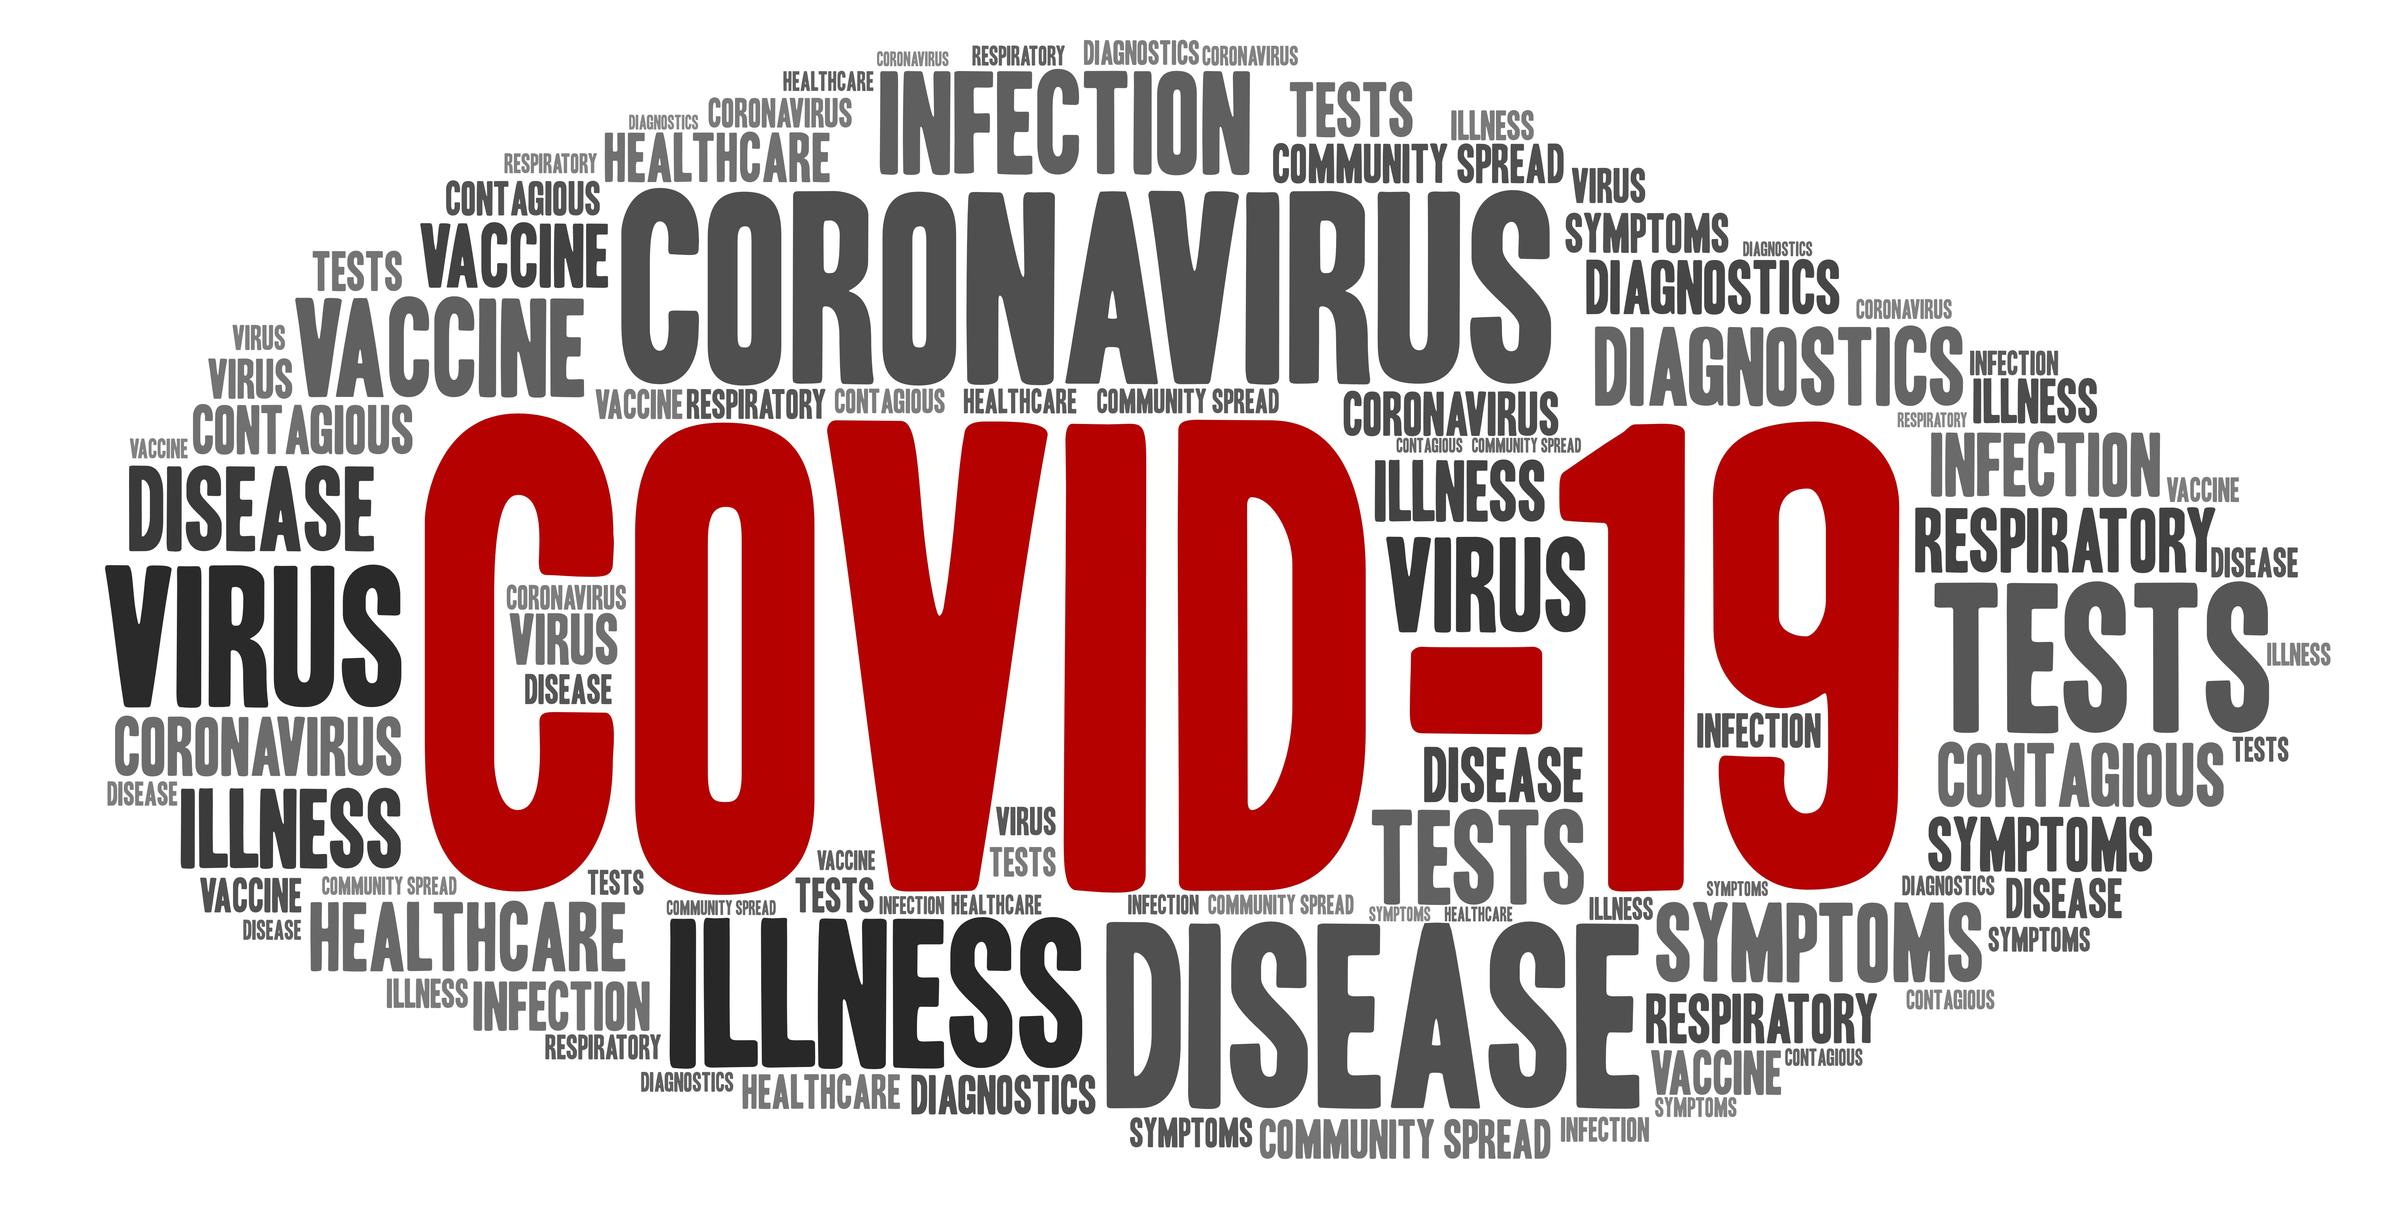 CORONAVIRUS RESPIRATORY DIAGNOSTICS CORONAVIRUS
HEALTHCARE INFECTION TESTS
DIAGNOSTICS CORONAVIRUS ILLNESS
RESPIRATORY HEALTHCARE COMMUNITY SPREAD
CONTAGIOUS VIRUS
VACCINE CORONAVIRUS SYMPTOMS DIAGNOSTICS
TESTS DIAGNOSTICS
VIRUS VACCINE CORONAVIRUS
VIRUS DIAGNOSTICS INFECTION
VACCINE RESPIRATORY CONTAGIOUS HEALTHCARE COMMUNITY SPREAD CORONAVIRUS ILLNESS
CONTAGIOUS RESPIRATORY
VACCINE CONTAGIOUS COMMUNITY SPREAD INFECTION
DISEASE ILLNESS VACCINE
RESPIRATORY
VIRUS DISEASE
CORONAVIRUS
VIRUS
DISEASE
COVID-19
VIRUS TESTS
ILLNESS
CORONAVIRUS INFECTION TESTS
DISEASE DISEASE CONTAGIOUS
ILLNESS VIRUS SYMPTOMS
VACCINE TESTS TESTS
VACCINE COMMUNITY SPREAD TESTS TESTS SYMPTOMS DIAGNOSTICS
COMMUNITY SPREAD INFECTION HEALTHCARE INFECTION COMMUNITY SPREAD SYMPTOMS HEALTHCARE ILLNESS DISEASE
DISEASE HEALTHCARE SYMPTOMS SYMPTOMS
ILLNESS INFECTION ILLNESS DISEASE CONTAGIOUS
RESPIRATORY RESPIRATORY
DIAGNOSTICS HEALTHCARE DIAGNOSTICS VACCINE CONTAGIOUS
SYMPTOMS
SYMPTOMS COMMUNITY SPREAD INFECTION